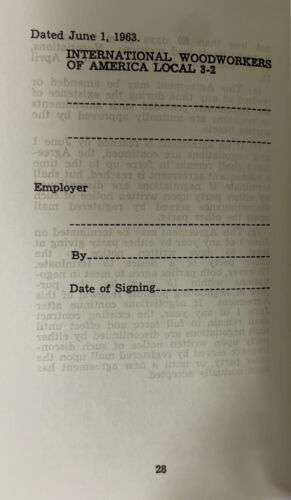 Dated June 1, 1963.
INTERNATIONAL WOODWORKERS
OF AMERICA LOCAL 3-2
Employer
By
Date of Signing
28